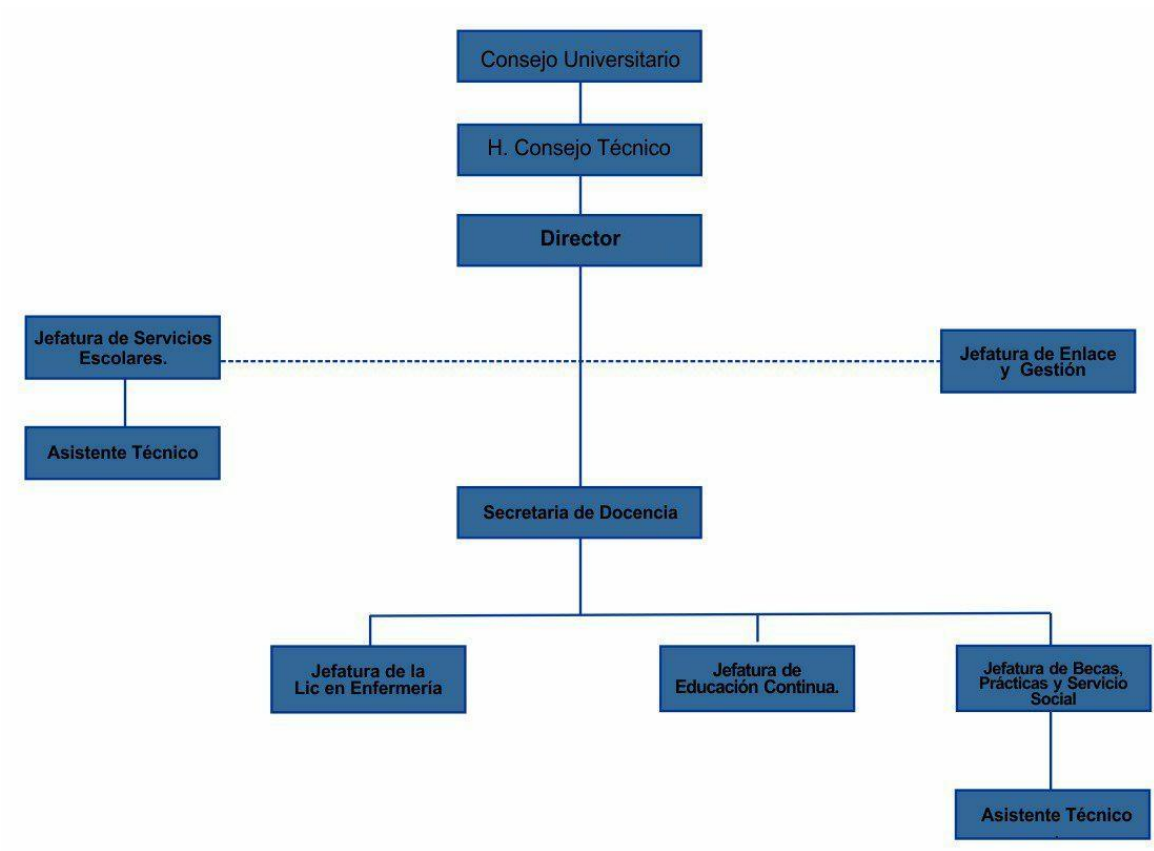 Consejo Universitario
H. Consejo Técnico
Director
Jefatura de Servicios
Escolares.
Jefatura de Enlace
y Gestión
Asistente Técnico
Secretaria de Docencia
Jefatura de la
Lic en Enfermería
Jefatura de
Educación Continua.
Jefatura de Becas,
Prácticas y Servicio
Social
Asistente Técnico
.